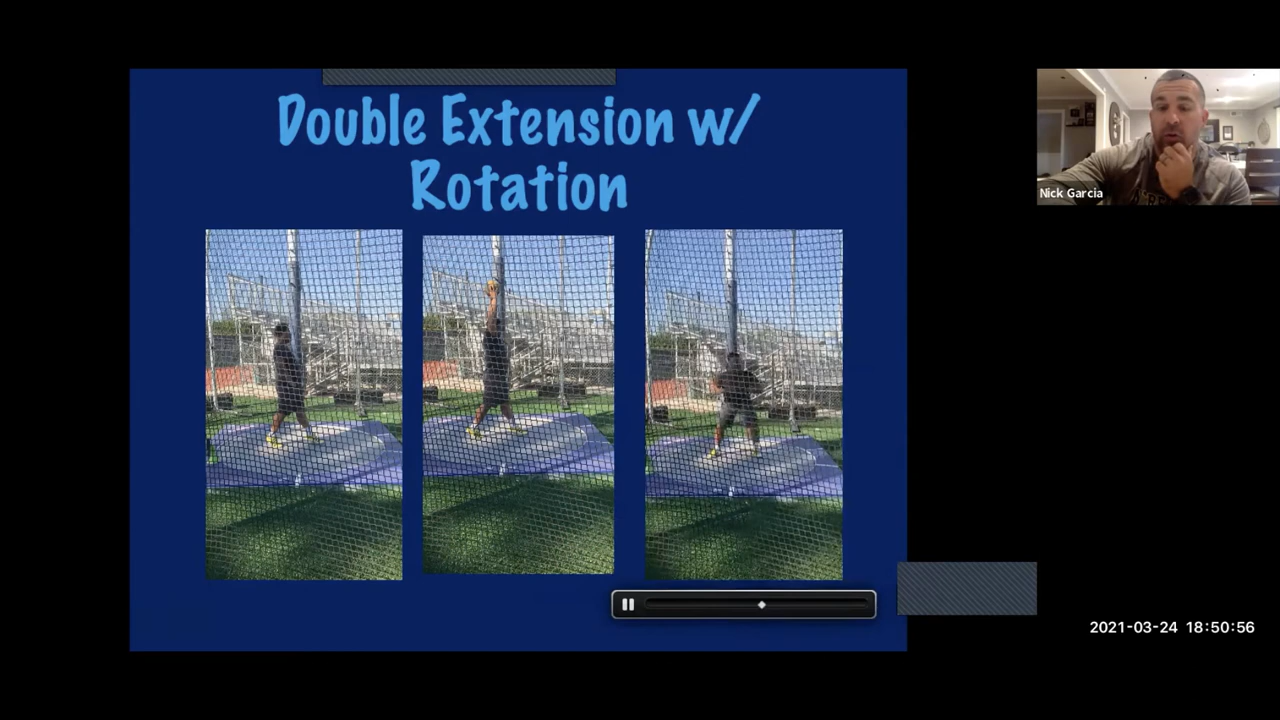 Double Extension w/
Rotation
Nick Garcia
2021-03-24 18:50:56